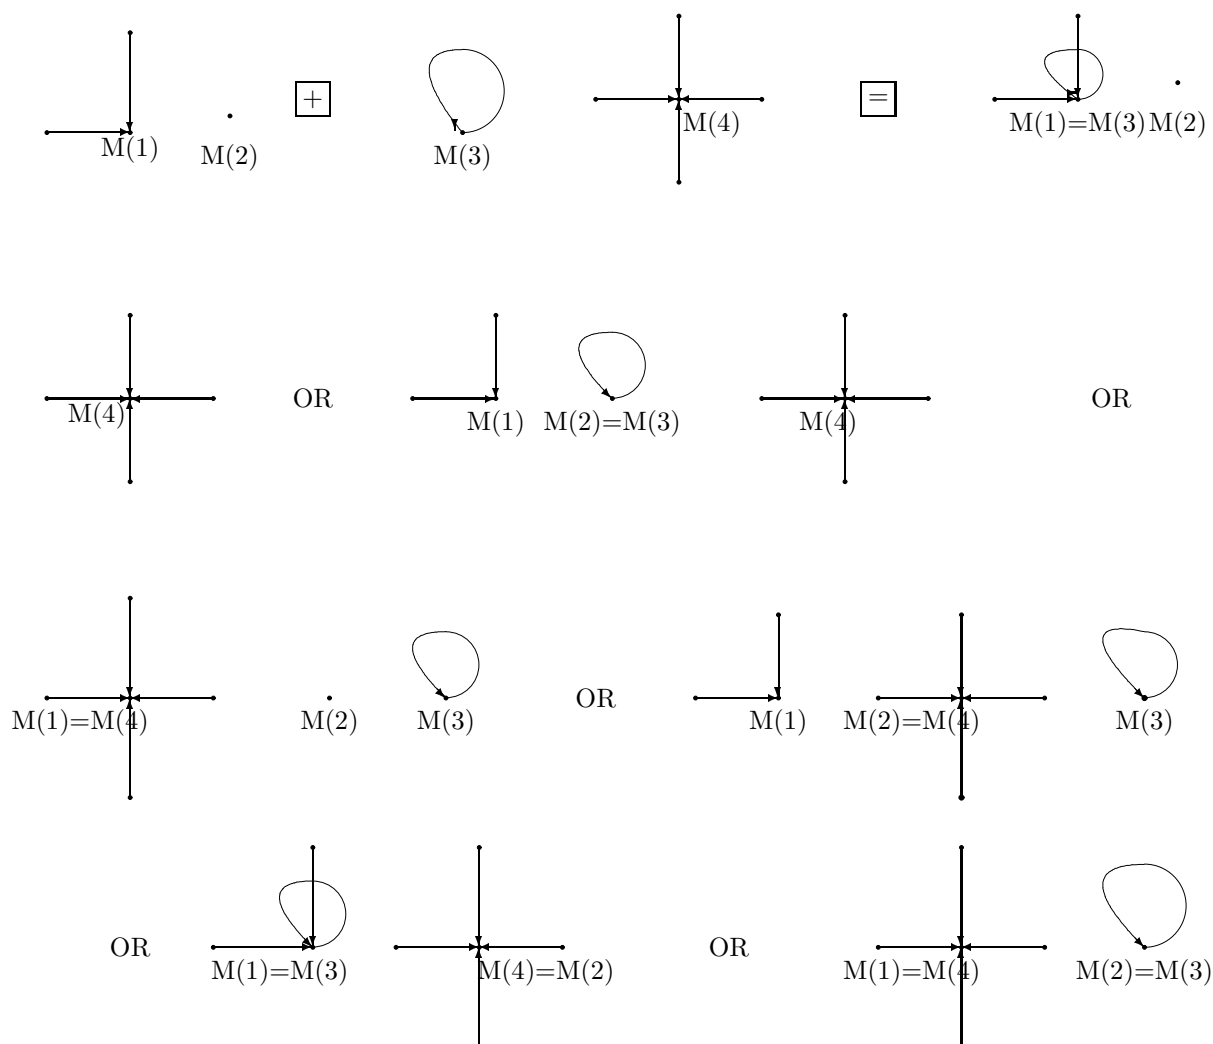 + =
M(1) M(2) M(3) M(4) M(1)=M(3) M(2)
OR OR
M(4) M(1) M(2)=M(3) M(4)
OR
M(1)=M(4) M(2) M(3) M(1) M(2)=M(4) M(3)
OR OR
M(1)=M(3) M(4)=M(2) M(1)=M(4) M(2)=M(3)